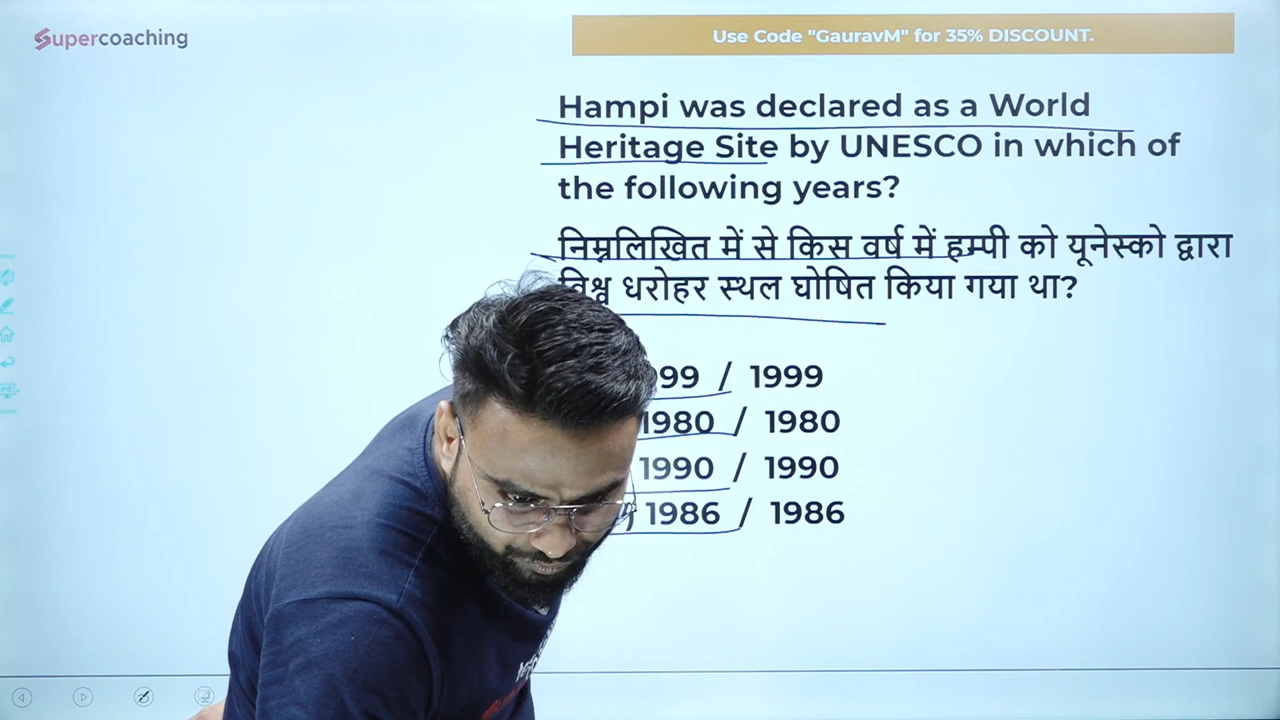 Supercoaching
Use Code "GauravM" for 35% DISCOUNT.
Hampi was declared as a World
Heritage Site by UNESCO in which of
the following years?
निम्नलिखित में से किस वर्ष में हम्पी को यूनेस्को द्वारा
विश्व धरोहर स्थल घोषित किया गया था?
99 / 1999
1980 / 1980
1990 / 1990
) 1986 / 1986